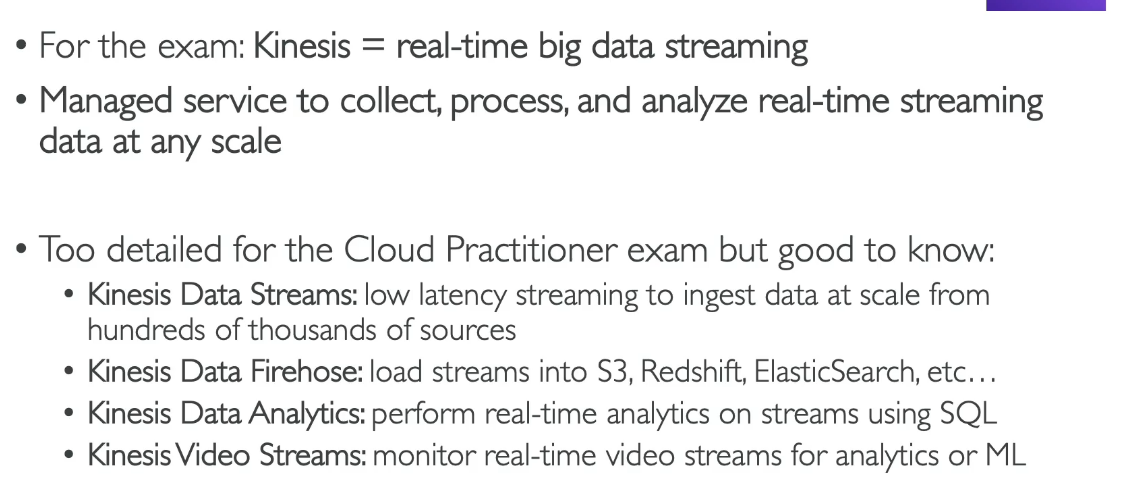 • For the exam: Kinesis = real-time big data streaming
• Managed service to collect, process, and analyze real-time streaming
data at any scale
• Too detailed for the Cloud Practitioner exam but good to know:
• Kinesis Data Streams: low latency streaming to ingest data at scale from
hundreds of thousands of sources
• Kinesis Data Firehose: load streams into S3, Redshift, ElasticSearch, etc…
• Kinesis Data Analytics: perform real-time analytics on streams using SQL
• Kinesis Video Streams: monitor real-time video streams for analytics or ML